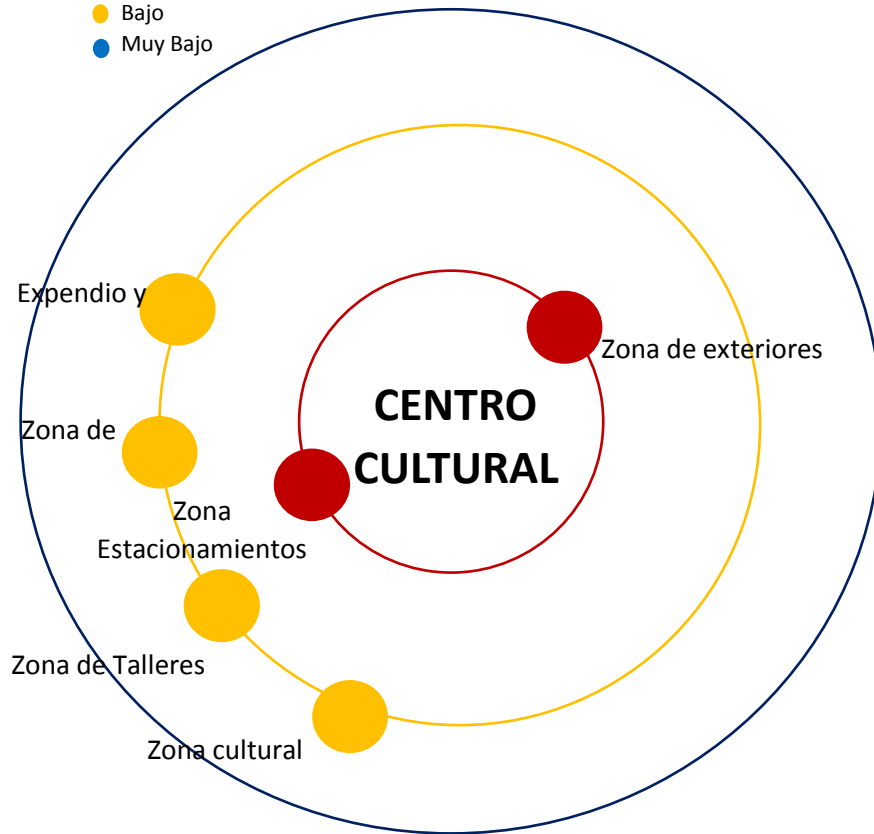 Bajo
Muy Bajo
Expendio y
Zona de exteriores
CENTRO
CULTURAL
Zona de
Zona
Estacionamientos
Zona de Talleres
Zona cultural